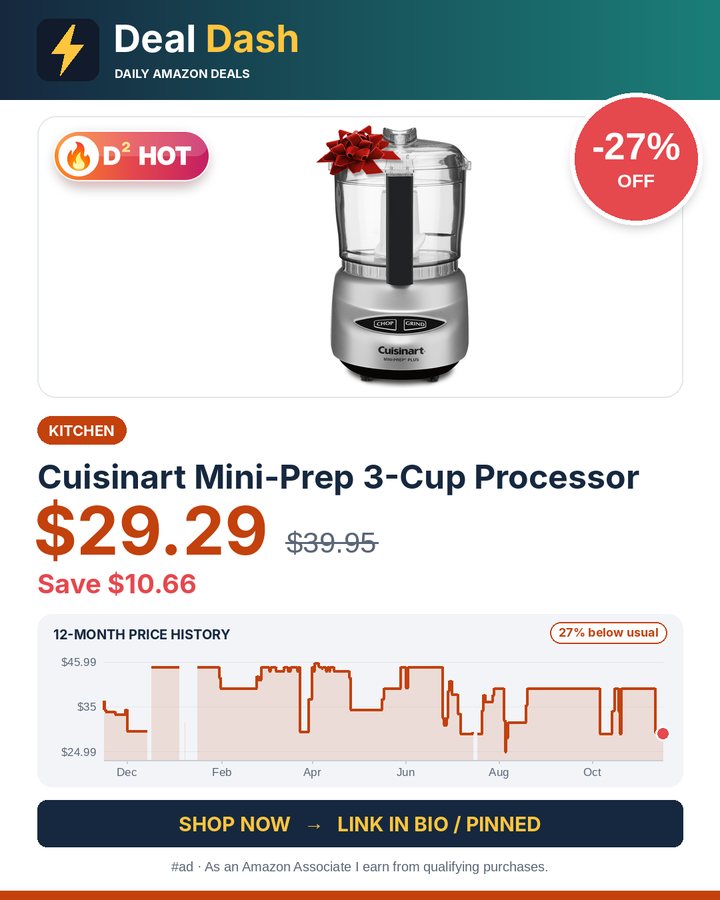 Deal Dash
DAILY AMAZON DEALS
D² HOT
-27%
OFF
CHOP GRIND
Cuisinart
MINI-PREP PLUS
KITCHEN
Cuisinart Mini-Prep 3-Cup Processor
$29.29 $39.95
Save $10.66
12-MONTH PRICE HISTORY
27% below usual
$45.99
$35
$24.99
Dec Feb Apr Jun Aug Oct
SHOP NOW → LINK IN BIO / PINNED
#ad · As an Amazon Associate I earn from qualifying purchases.